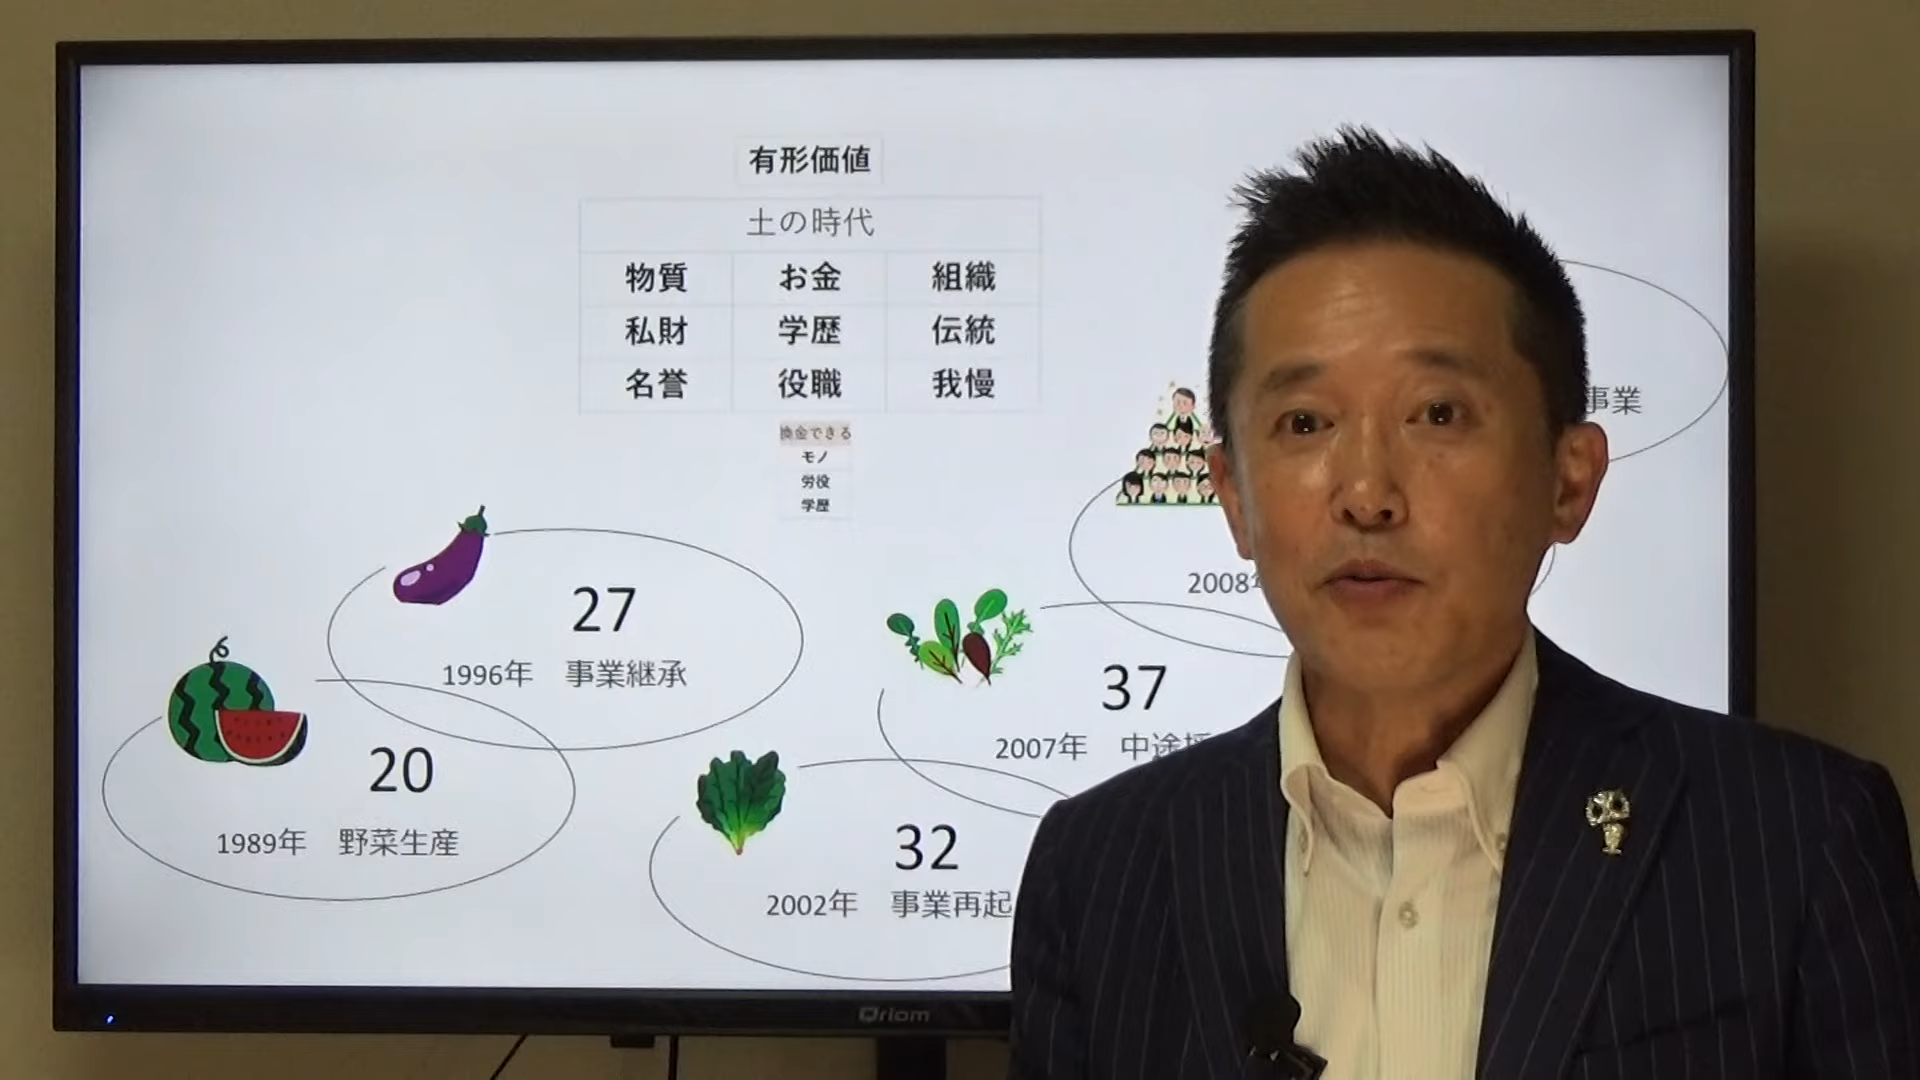 有形価値
土の時代
物質 お金 組織
私財 学歴 伝統
名誉 役職 我慢
換金できる
モノ
労役
学歴
事業
27
1996年 事業継承
20
1989年 野菜生産
2008
37
2007年 中途
32
2002年 事業再起
Qriom